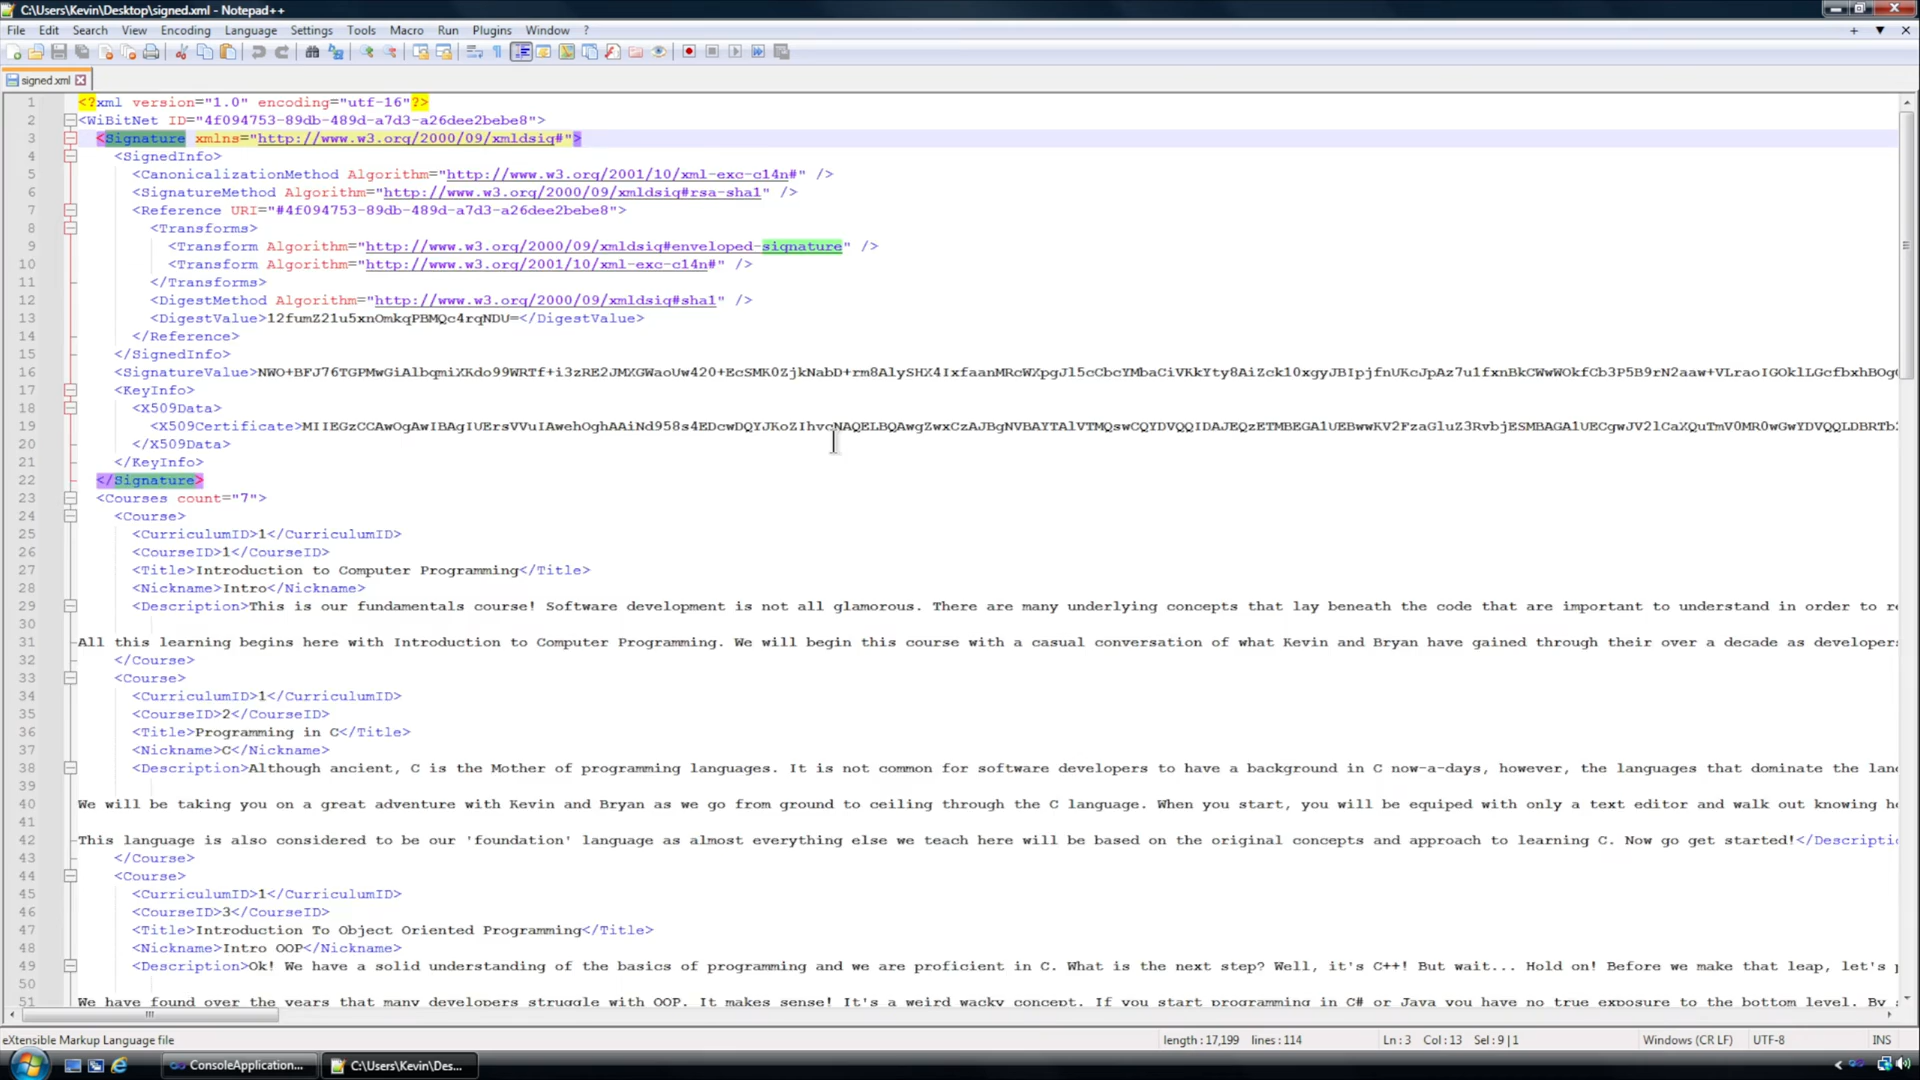 C:\Users\Kevin\Desktop\signed.xml - Notepad++
File Edit Search View Encoding Language Settings Tools Macro Run Plugins Window ?
signed.xml
1 <?xml version="1.0" encoding="utf-16"?>
2 <WiBitNet ID="4f094753-89db-489d-a7d3-a26dee2bebe8">
3 <Signature xmlns="http://www.w3.org/2000/09/xmldsig#">
4 <SignedInfo>
5 <CanonicalizationMethod Algorithm="http://www.w3.org/2001/10/xml-exc-c14n#" />
6 <SignatureMethod Algorithm="http://www.w3.org/2000/09/xmldsig#rsa-sha1" />
7 <Reference URI="#4f094753-89db-489d-a7d3-a26dee2bebe8">
8 <Transforms>
9 <Transform Algorithm="http://www.w3.org/2000/09/xmldsig#enveloped-signature" />
10 <Transform Algorithm="http://www.w3.org/2001/10/xml-exc-c14n#" />
11 </Transforms>
12 <DigestMethod Algorithm="http://www.w3.org/2000/09/xmldsig#sha1" />
13 <DigestValue>12fumZ21u5xnOmkqPBMQc4rqNDU=</DigestValue>
14 </Reference>
15 </SignedInfo>
16 <SignatureValue>
17 <KeyInfo>
18 <X509Data>
19 <X509Certificate>
20 </X509Data>
21 </KeyInfo>
22 </Signature>
23 <Courses count="7">
24 <Course>
25 <CurriculumID>1</CurriculumID>
26 <CourseID>1</CourseID>
27 <Title>Introduction to Computer Programming</Title>
28 <Nickname>Intro</Nickname>
29 <Description>This is our fundamentals course! Software development is not all glamorous. There are many underlying concepts that lay beneath the code that are important to understand in order to re
30
31 All this learning begins here with Introduction to Computer Programming. We will begin this course with a casual conversation of what Kevin and Bryan have gained through their over a decade as developers
32 </Course>
33 <Course>
34 <CurriculumID>1</CurriculumID>
35 <CourseID>2</CourseID>
36 <Title>Programming in C</Title>
37 <Nickname>C</Nickname>
38 <Description>Although ancient, C is the Mother of programming languages. It is not common for software developers to have a background in C now-a-days, however, the languages that dominate the lan
39
40 We will be taking you on a great adventure with Kevin and Bryan as we go from ground to ceiling through the C language. When you start, you will be equiped with only a text editor and walk out knowing h
41
42 This language is also considered to be our 'foundation' language as almost everything else we teach here will be based on the original concepts and approach to learning C. Now go get started!</Descripti
43 </Course>
44 <Course>
45 <CurriculumID>1</CurriculumID>
46 <CourseID>3</CourseID>
47 <Title>Introduction To Object Oriented Programming</Title>
48 <Nickname>Intro OOP</Nickname>
49 <Description>Ok! We have a solid understanding of the basics of programming and we are proficient in C. What is the next step? Well, it's C++! But wait... Hold on! Before we make that leap, let's
50
51 We have found over the years that many developers struggle with OOP. It makes sense! It's a weird wacky concept. If you start programming in C# or Java you have no true exposure to the bottom level. By
eXtensible Markup Language file length : 17,199 lines : 114 Ln : 3 Col : 13 Sel : 9 | 1 Windows (CR LF) UTF-8 INS
ConsoleApplication... C:\Users\Kevin\Des...